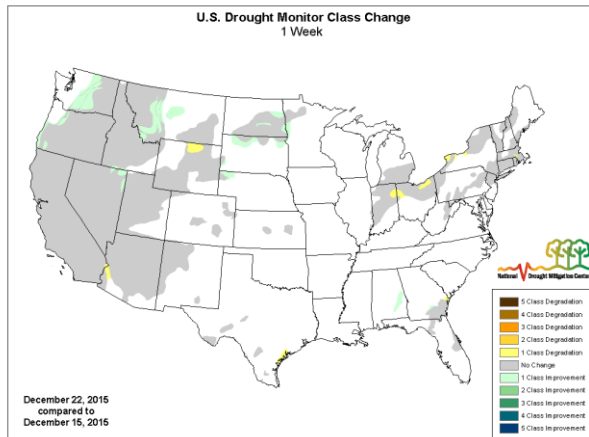 U.S. Drought Monitor Class Change
1 Week
National Drought Mitigation Center
5 Class Degradation
4 Class Degradation
3 Class Degradation
2 Class Degradation
1 Class Degradation
No Change
1 Class Improvement
2 Class Improvement
3 Class Improvement
4 Class Improvement
5 Class Improvement
December 22, 2015
compared to
December 15, 2015